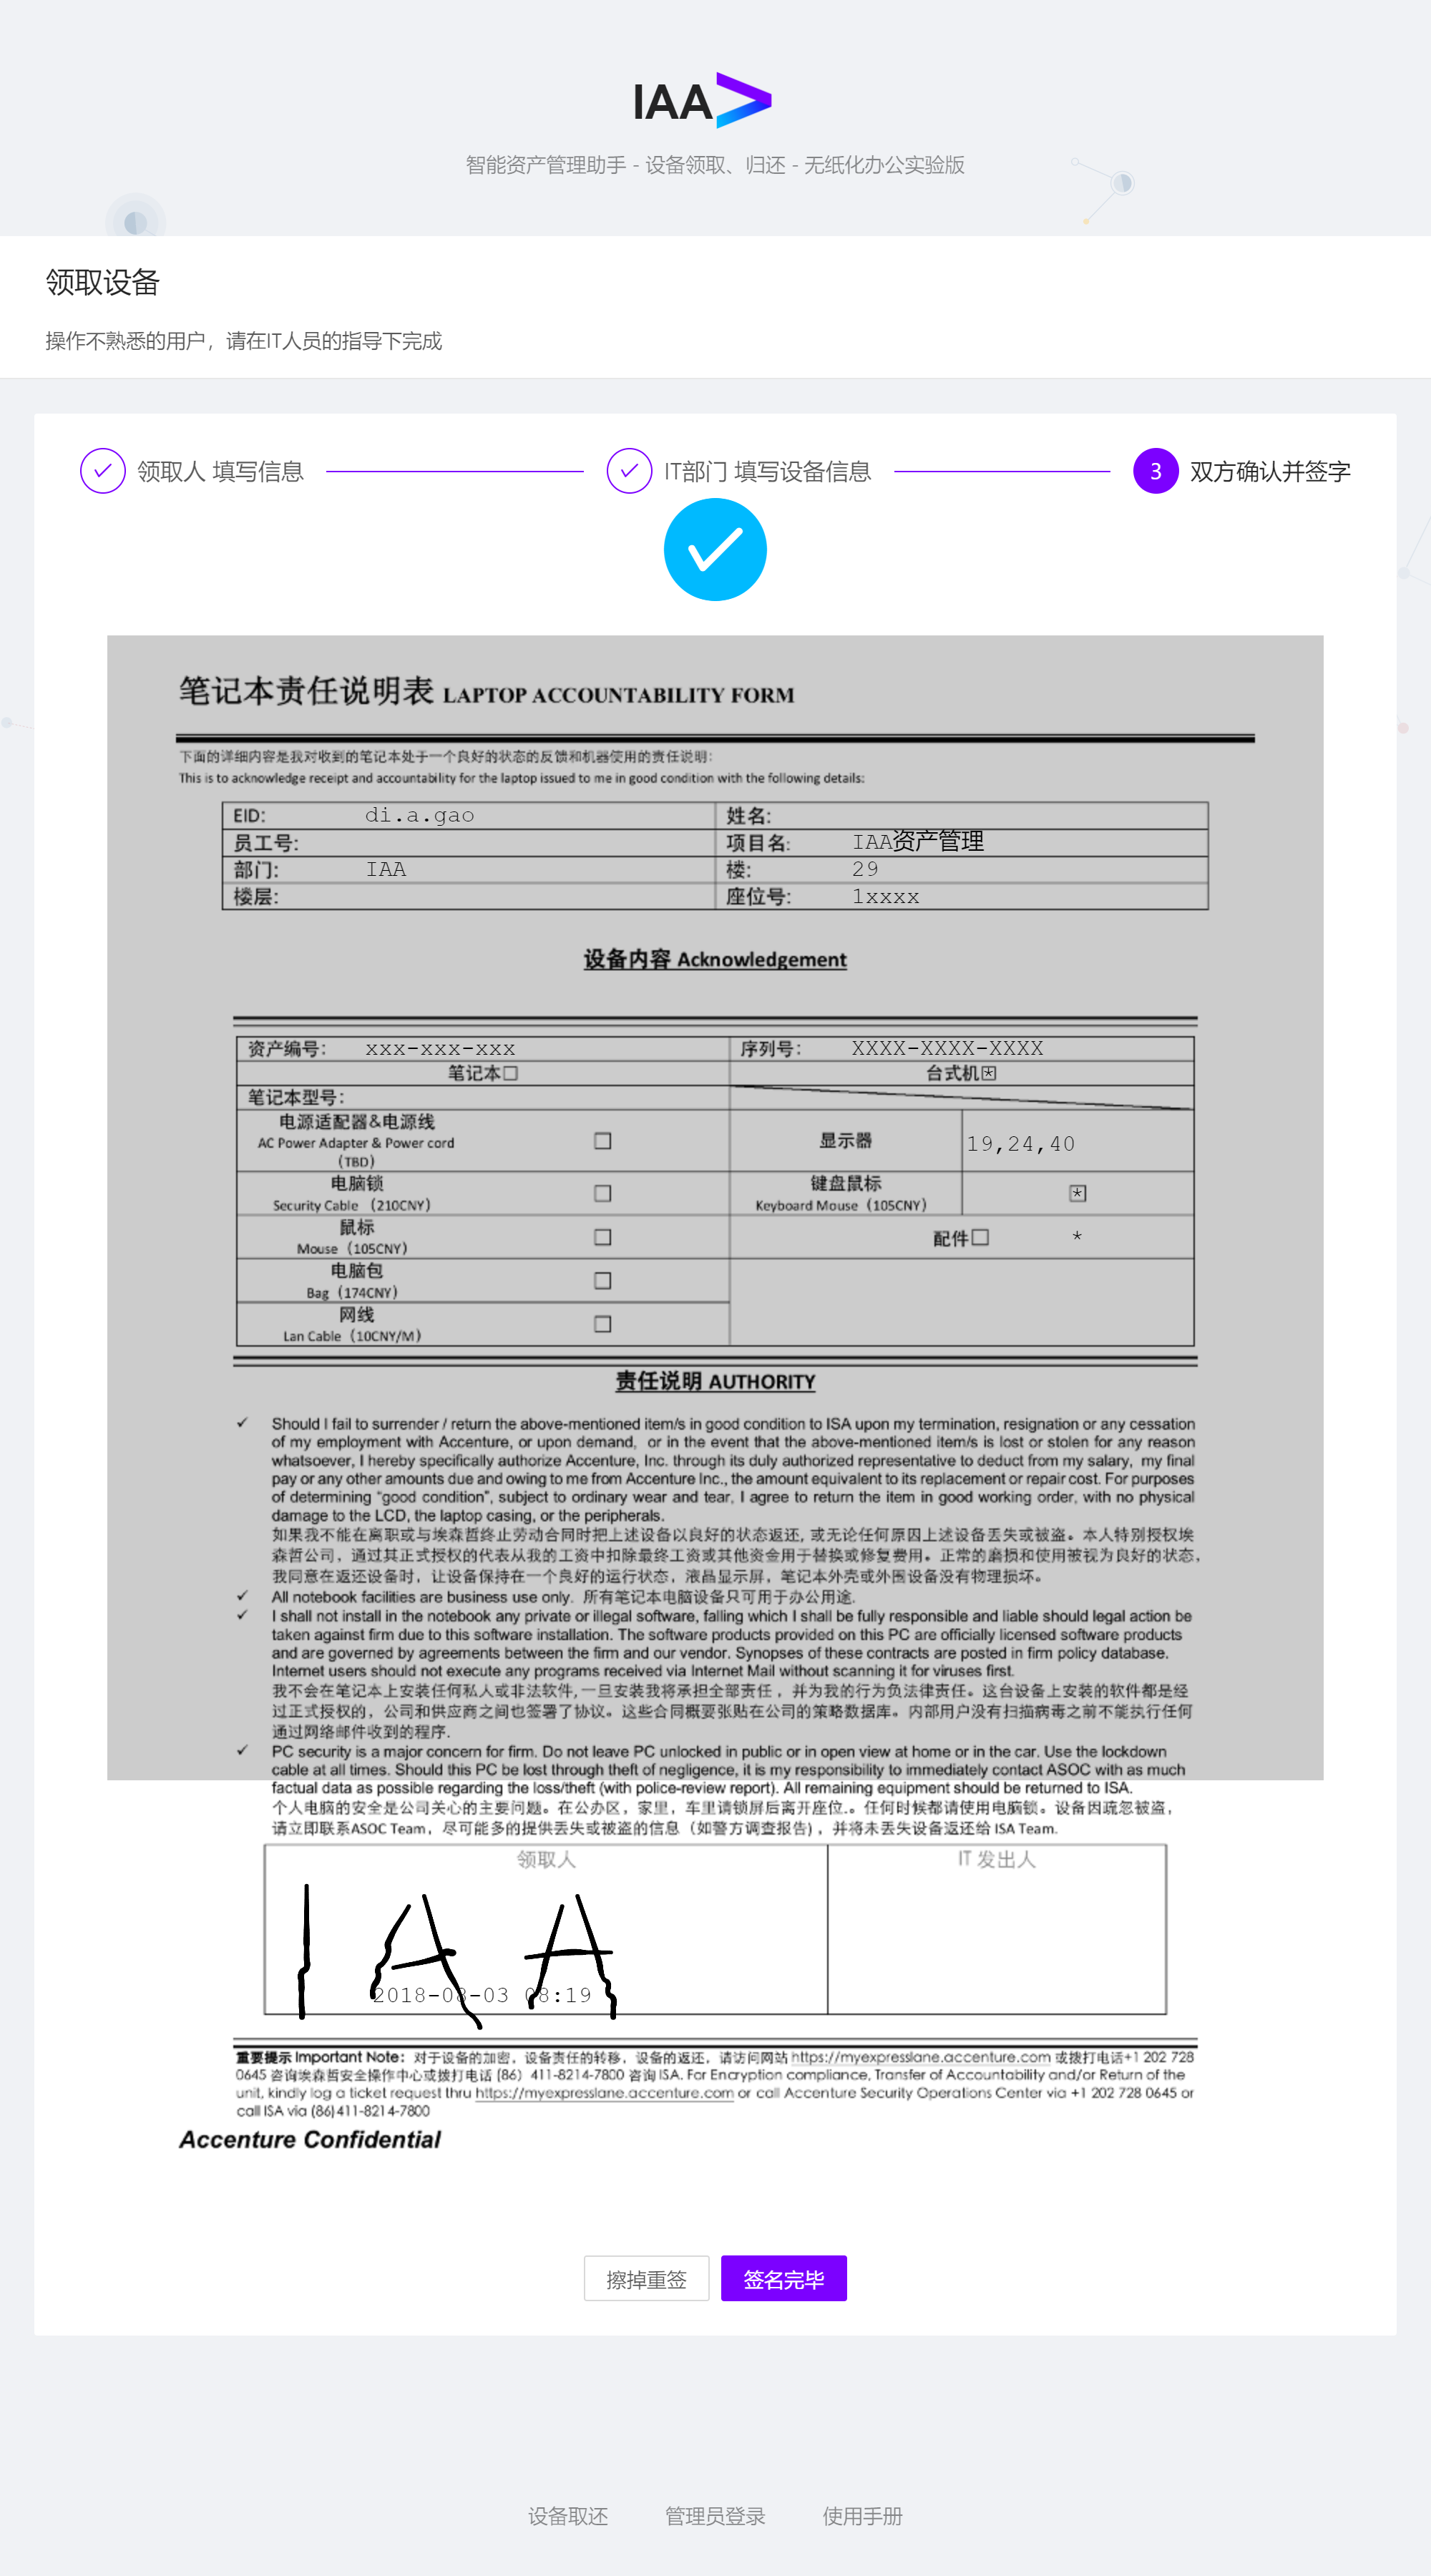 IAA
智能资产管理助手 - 设备领取、归还 - 无纸化办公实验版
领取设备
操作不熟悉的用户，请在IT人员的指导下完成
领取人 填写信息
IT部门 填写设备信息
3 双方确认并签字
笔记本责任说明表 LAPTOP ACCOUNTABILITY FORM
下面的详细内容是我对收到的笔记本处于一个良好的状态的反馈和机器使用的责任说明：
This is to acknowledge receipt and accountability for the laptop issued to me in good condition with the following details:
EID: di.a.gao 姓名:
员工号: 项目名: IAA资产管理
部门: IAA 楼: 29
楼层: 座位号: 1xxxx
设备内容 Acknowledgement
资产编号： xxx-xxx-xxx 序列号： XXXX-XXXX-XXXX
笔记本☐ 台式机☐*
笔记本型号：
电源适配器&电源线
AC Power Adapter & Power cord
（TBD） ☐ 显示器 19,24,40
电脑锁 键盘鼠标
Security Cable （210CNY） ☐ Keyboard Mouse（105CNY） ☐*
鼠标
Mouse（105CNY） ☐ 配件☐ *
电脑包
Bag（174CNY） ☐
网线
Lan Cable（10CNY/M） ☐
责任说明 AUTHORITY
✓ Should I fail to surrender / return the above-mentioned item/s in good condition to ISA upon my termination, resignation or any cessation
of my employment with Accenture, or upon demand, or in the event that the above-mentioned item/s is lost or stolen for any reason
whatsoever, I hereby specifically authorize Accenture, Inc. through its duly authorized representative to deduct from my salary, my final
pay or any other amounts due and owing to me from Accenture Inc., the amount equivalent to its replacement or repair cost. For purposes
of determining “good condition”, subject to ordinary wear and tear, I agree to return the item in good working order, with no physical
damage to the LCD, the laptop casing, or the peripherals.
如果我不能在离职或与埃森哲终止劳动合同时把上述设备以良好的状态返还, 或无论任何原因上述设备丢失或被盗。本人特别授权埃
森哲公司，通过其正式授权的代表从我的工资中扣除最终工资或其他资金用于替换或修复费用。正常的磨损和使用被视为良好的状态，
我同意在返还设备时，让设备保持在一个良好的运行状态，液晶显示屏，笔记本外壳或外围设备没有物理损坏。
✓ All notebook facilities are business use only. 所有笔记本电脑设备只可用于办公用途.
✓ I shall not install in the notebook any private or illegal software, falling which I shall be fully responsible and liable should legal action be
taken against firm due to this software installation. The software products provided on this PC are officially licensed software products
and are governed by agreements between the firm and our vendor. Synopses of these contracts are posted in firm policy database.
Internet users should not execute any programs received via Internet Mail without scanning it for viruses first.
我不会在笔记本上安装任何私人或非法软件, 一旦安装我将承担全部责任，并为我的行为负法律责任。这台设备上安装的软件都是经
过正式授权的，公司和供应商之间也签署了协议。这些合同概要张贴在公司的策略数据库。内部用户没有扫描病毒之前不能执行任何
通过网络邮件收到的程序.
✓ PC security is a major concern for firm. Do not leave PC unlocked in public or in open view at home or in the car. Use the lockdown
cable at all times. Should this PC be lost through theft of negligence, it is my responsibility to immediately contact ASOC with as much
factual data as possible regarding the loss/theft (with police-review report). All remaining equipment should be returned to ISA.
个人电脑的安全是公司关心的主要问题。在公办区，家里，车里请锁屏后离开座位.。任何时候都请使用电脑锁。设备因疏忽被盗，
请立即联系ASOC Team，尽可能多的提供丢失或被盗的信息（如警方调查报告），并将未丢失设备返还给 ISA Team.
领取人 IT 发出人
I A A
2018-08-03 08:19
重要提示 Important Note：对于设备的加密，设备责任的转移，设备的返还，请访问网站 https://myexpresslane.accenture.com 或拨打电话+1 202 728
0645 咨询埃森哲安全操作中心或拨打电话 (86) 411-8214-7800 咨询 ISA. For Encryption compliance, Transfer of Accountability and/or Return of the
unit, kindly log a ticket request thru https://myexpresslane.accenture.com or call Accenture Security Operations Center via +1 202 728 0645 or
call ISA via (86)411-8214-7800
Accenture Confidential
擦掉重签 签名完毕
设备取还 管理员登录 使用手册